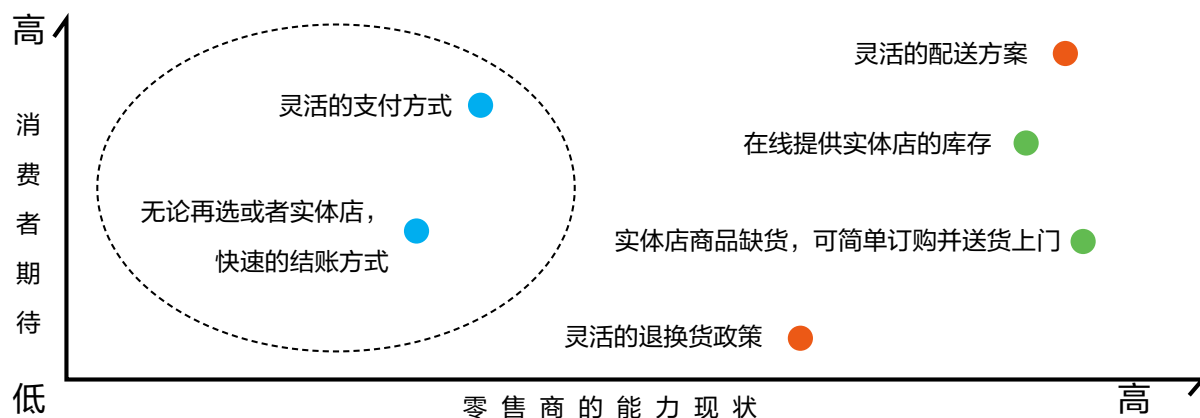 高
灵活的配送方案
灵活的支付方式
消费者期待
在线提供实体店的库存
无论再选或者实体店，
快速的结账方式
实体店商品缺货，可简单订购并送货上门
灵活的退换货政策
低
零售商的能力现状
高